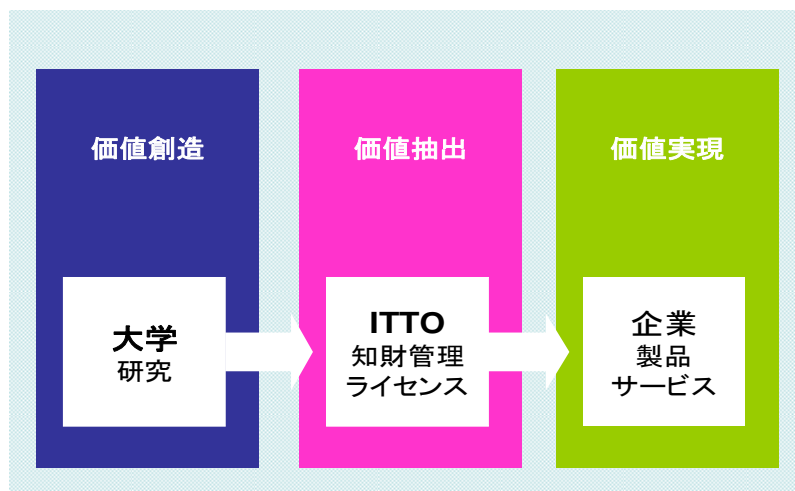 価値創造
大学
研究
価値抽出
ITTO
知財管理
ライセンス
価値実現
企業
製品
サービス